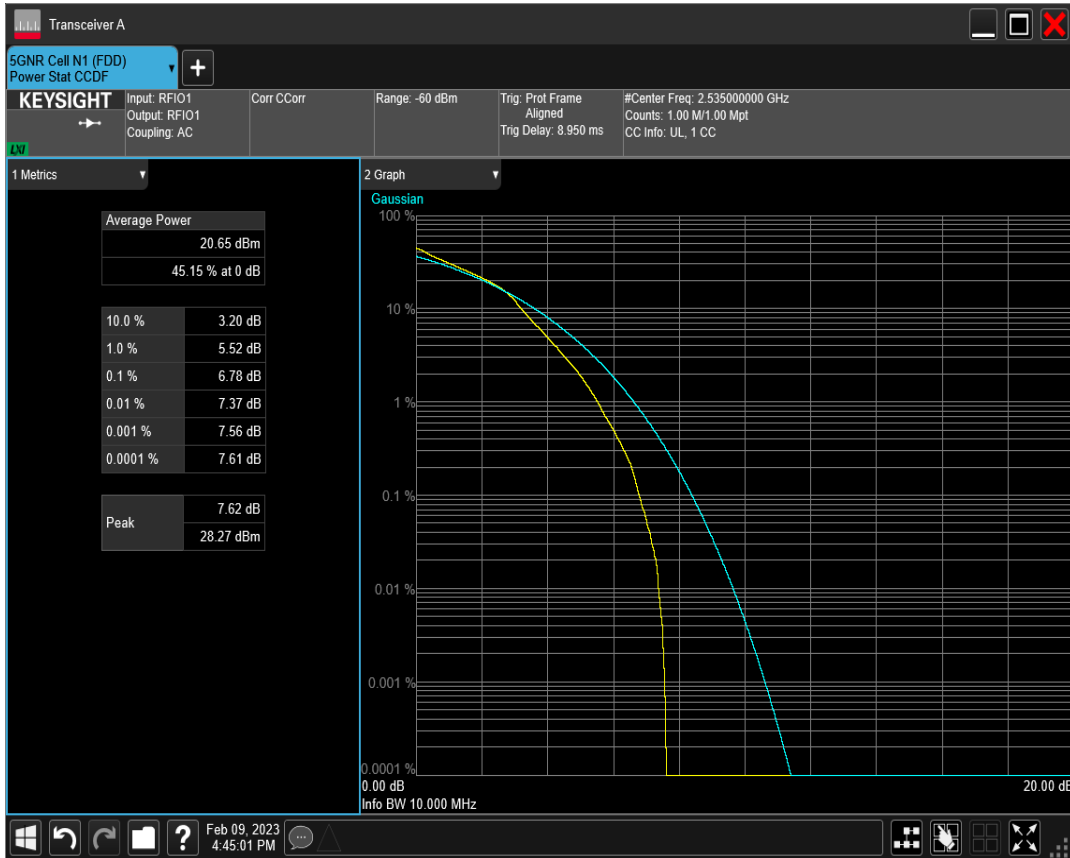 Transceiver A
5GNR Cell N1 (FDD)
Power Stat CCDF
+
KEYSIGHT
LXI
Input: RFIO1
Output: RFIO1
Coupling: AC
Corr CCorr
Range: -60 dBm
Trig: Prot Frame
Aligned
Trig Delay: 8.950 ms
#Center Freq: 2.535000000 GHz
Counts: 1.00 M/1.00 Mpt
CC Info: UL, 1 CC
1 Metrics
Average Power
20.65 dBm
45.15 % at 0 dB
10.0 % 3.20 dB
1.0 % 5.52 dB
0.1 % 6.78 dB
0.01 % 7.37 dB
0.001 % 7.56 dB
0.0001 % 7.61 dB
Peak 7.62 dB
28.27 dBm
2 Graph
Gaussian
100 %
10 %
1 %
0.1 %
0.01 %
0.001 %
0.0001 %
0.00 dB 20.00 dB
Info BW 10.000 MHz
?
Feb 09, 2023
4:45:01 PM